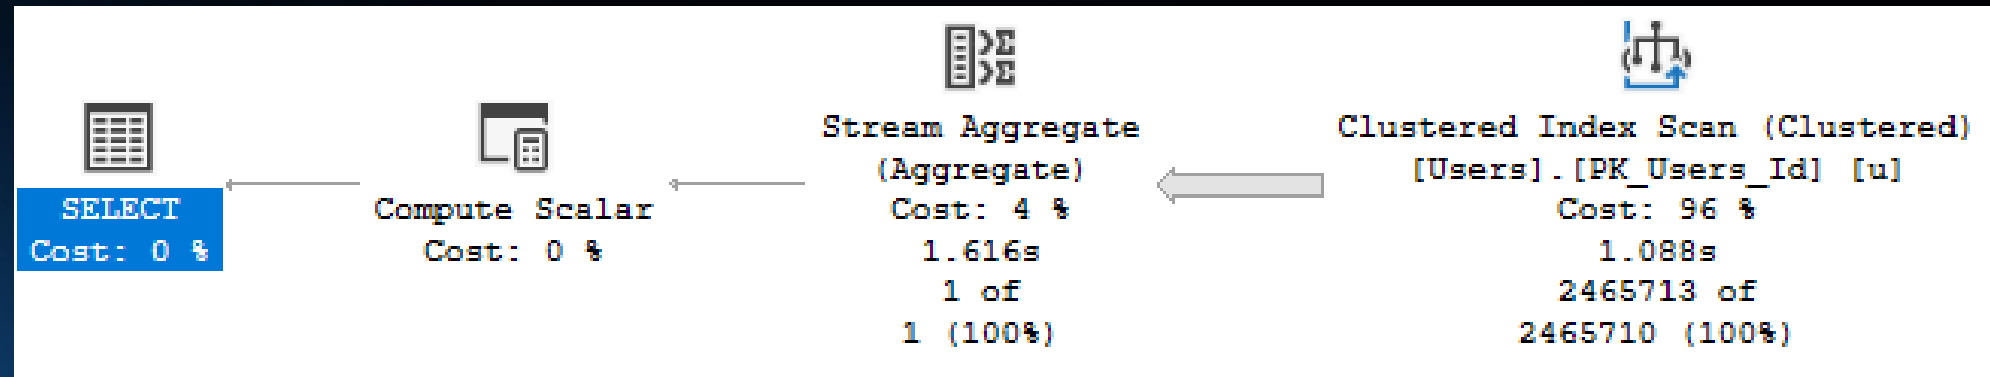 SELECT
Cost: 0 %
Compute Scalar
Cost: 0 %
Stream Aggregate
(Aggregate)
Cost: 4 %
1.616s
1 of
1 (100%)
Clustered Index Scan (Clustered)
[Users].[PK_Users_Id] [u]
Cost: 96 %
1.088s
2465713 of
2465710 (100%)